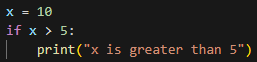 x = 10
if x > 5:
    print("x is greater than 5")